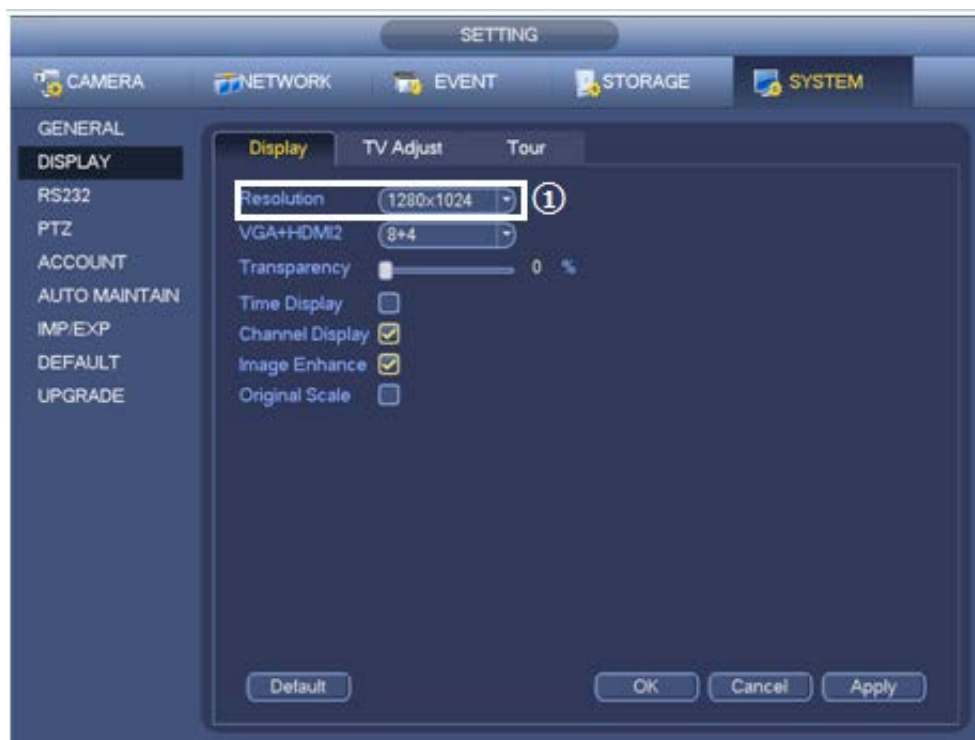 SETTING
CAMERA NETWORK EVENT STORAGE SYSTEM
GENERAL
DISPLAY
RS232
PTZ
ACCOUNT
AUTO MAINTAIN
IMP/EXP
DEFAULT
UPGRADE
Display TV Adjust Tour
Resolution 1280x1024 ①
VGA+HDMI2 8+4
Transparency 0 %
Time Display
Channel Display
Image Enhance
Original Scale
Default OK Cancel Apply